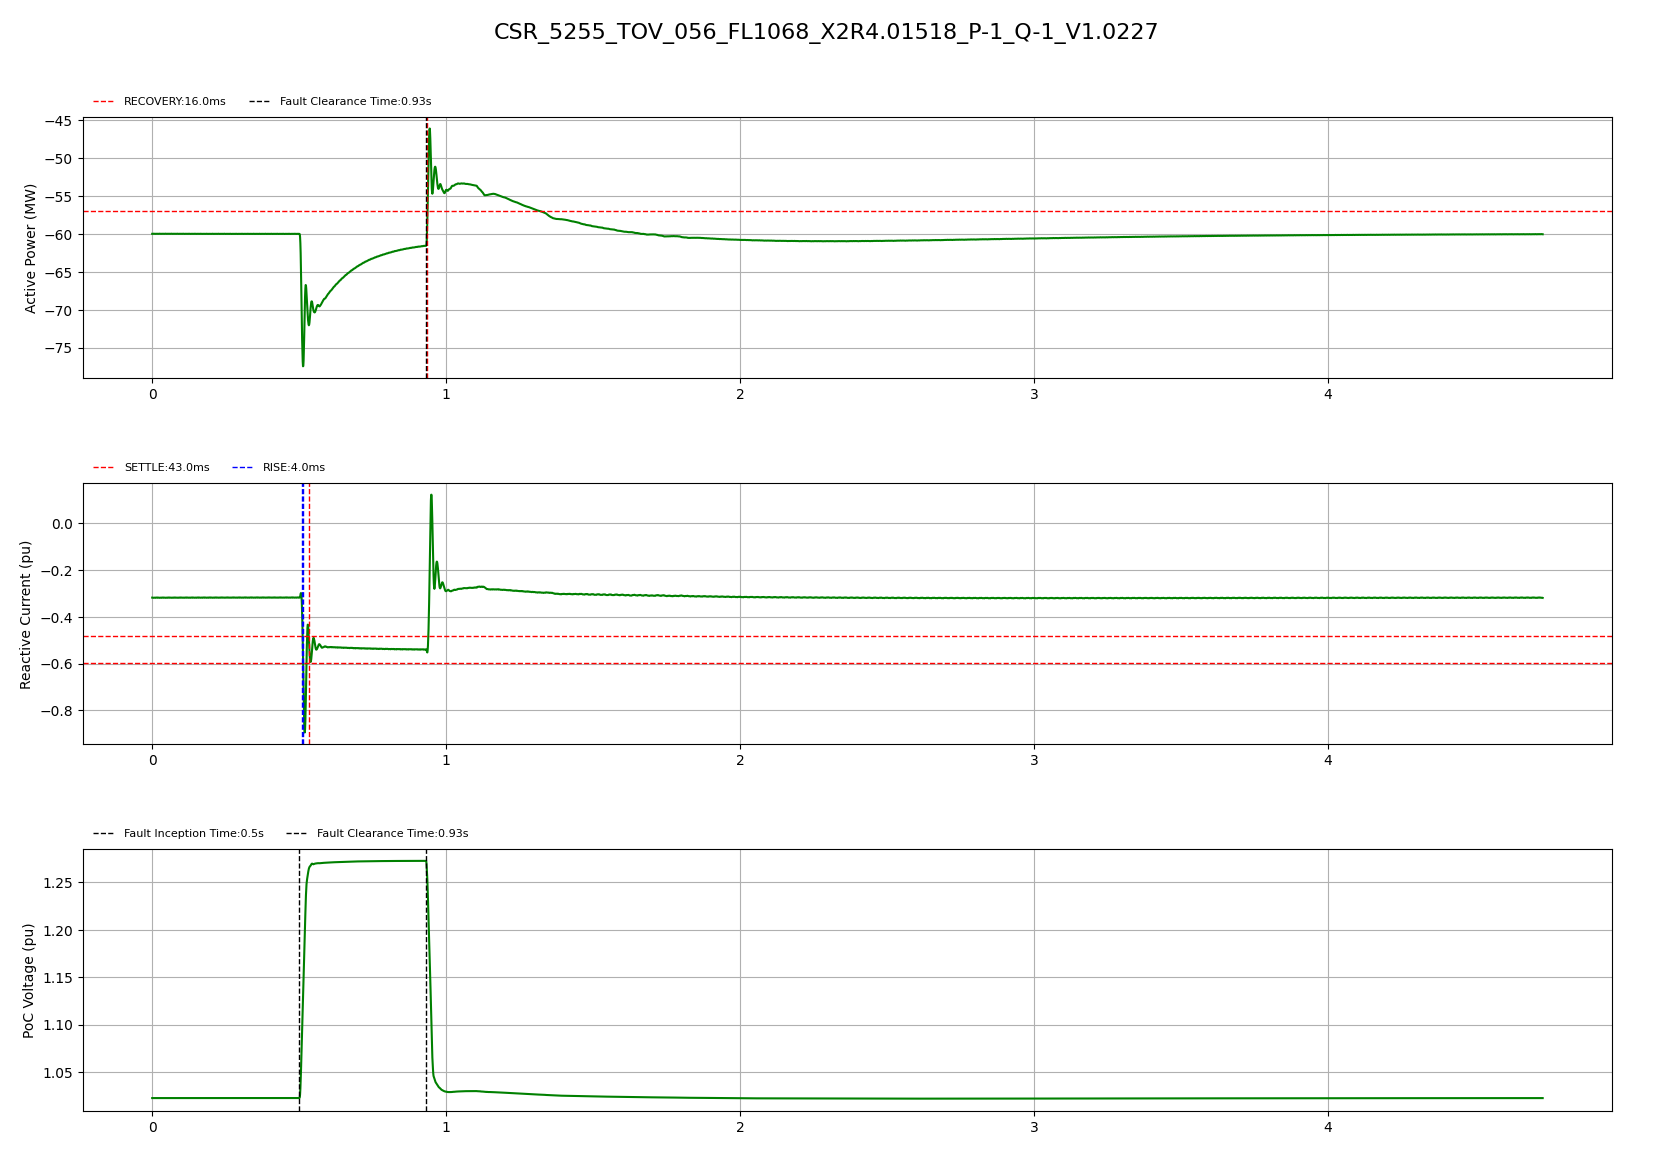 CSR_5255_TOV_056_FL1068_X2R4.01518_P-1_Q-1_V1.0227
RECOVERY:16.0ms Fault Clearance Time:0.93s
−45
−50
−55
−60
−65
−70
−75
Active Power (MW)
0 1 2 3 4
SETTLE:43.0ms RISE:4.0ms
0.0
−0.2
−0.4
−0.6
−0.8
Reactive Current (pu)
0 1 2 3 4
Fault Inception Time:0.5s Fault Clearance Time:0.93s
1.25
1.20
1.15
1.10
1.05
PoC Voltage (pu)
0 1 2 3 4